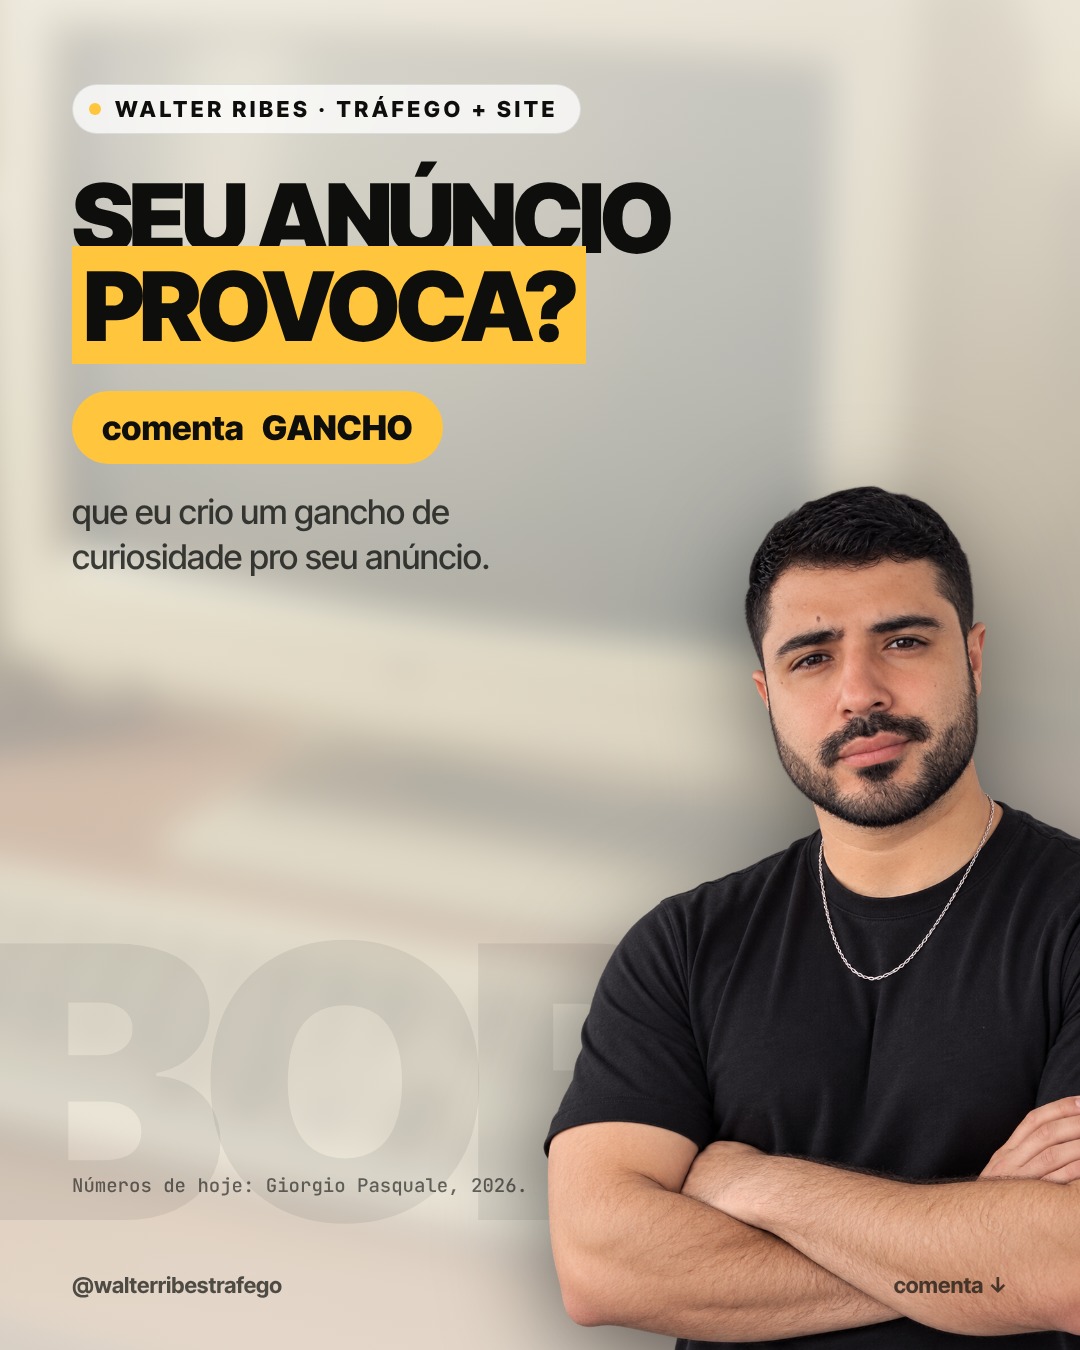 WALTER RIBES · TRÁFEGO + SITE
SEU ANÚNCIO
PROVOCA?
comenta GANCHO
que eu crio um gancho de
curiosidade pro seu anúncio.
BO
Números de hoje: Giorgio Pasquale, 2026.
@walterribestrafego
comenta ↓